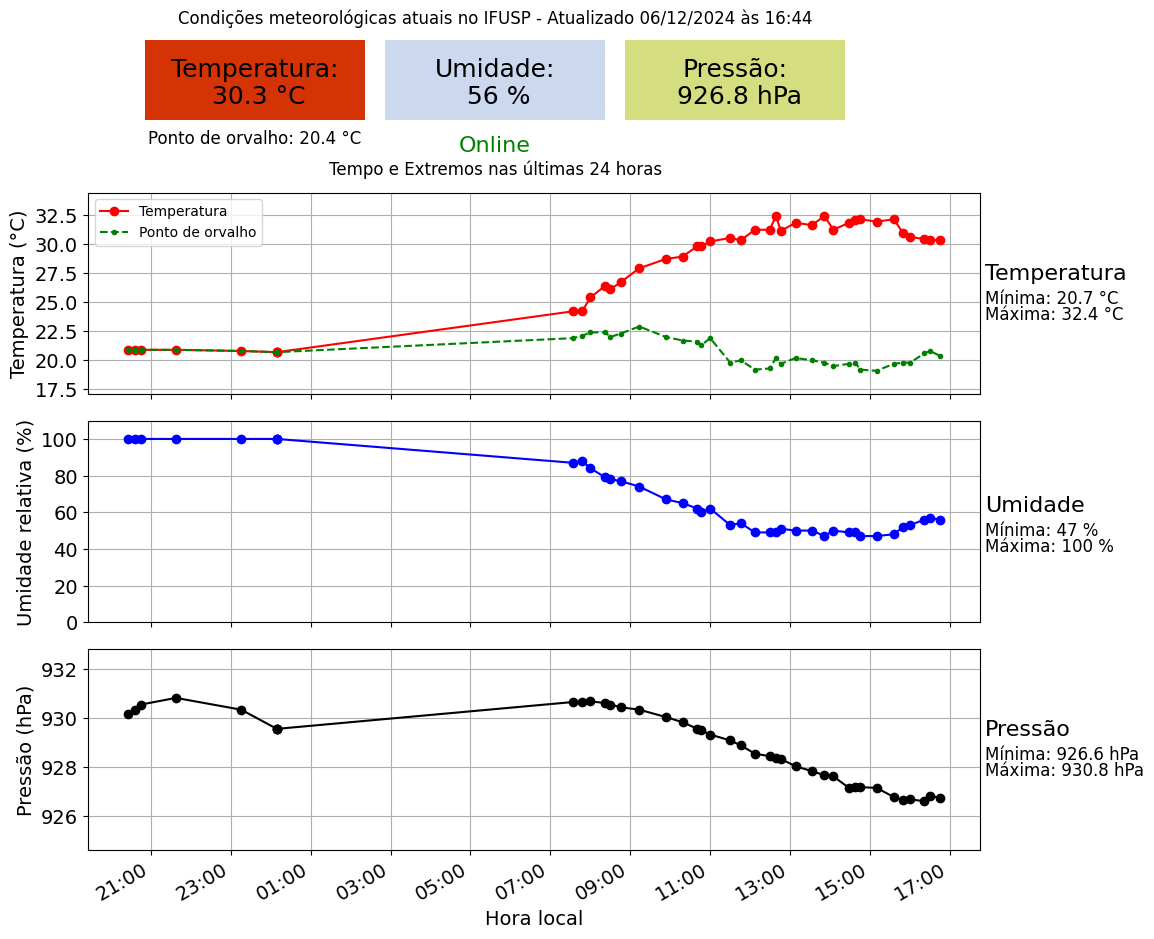 Condições meteorológicas atuais no IFUSP - Atualizado 06/12/2024 às 16:44
Temperatura:
30.3 °C
Umidade:
56 %
Pressão:
926.8 hPa
Ponto de orvalho: 20.4 °C
Online
Tempo e Extremos nas últimas 24 horas
Temperatura (°C)
32.5
30.0
27.5
25.0
22.5
20.0
17.5
Temperatura
Ponto de orvalho
Temperatura
Mínima: 20.7 °C
Máxima: 32.4 °C
Umidade relativa (%)
100
80
60
40
20
0
Umidade
Mínima: 47 %
Máxima: 100 %
Pressão (hPa)
932
930
928
926
Pressão
Mínima: 926.6 hPa
Máxima: 930.8 hPa
21:00 23:00 01:00 03:00 05:00 07:00 09:00 11:00 13:00 15:00 17:00
Hora local